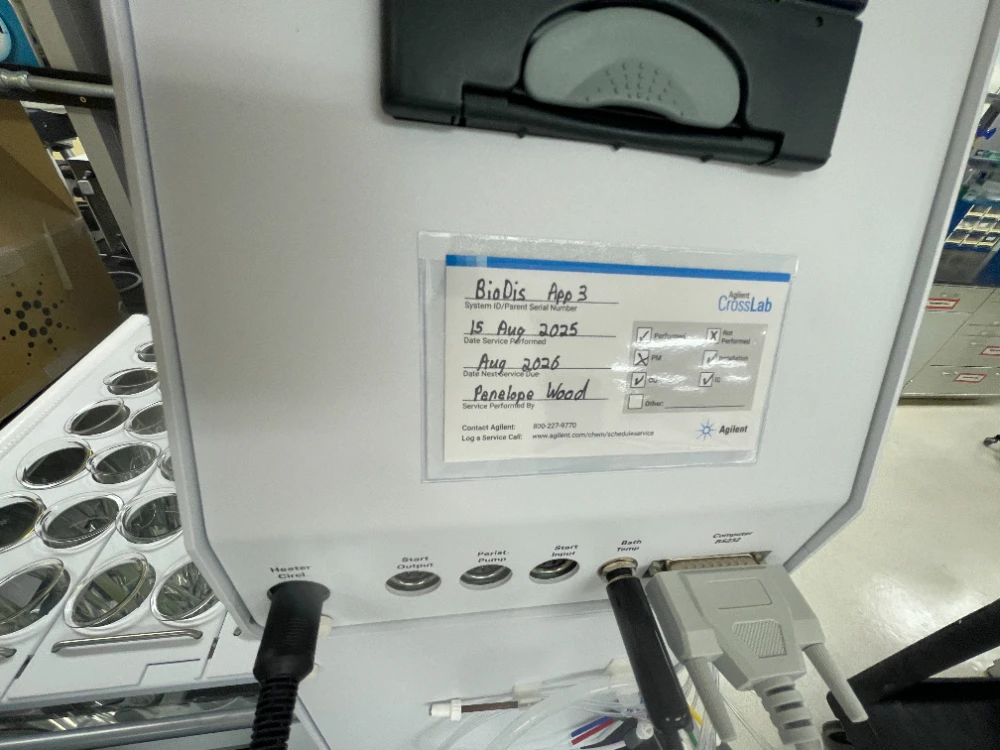 BioDis App 3
System ID/Parent Serial Number
Agilent
CrossLab
15 Aug 2025
Date Service Performed
✓ Performed X Not Performed
Aug 2026
Date Next Service Due
X PM ✓ Installation
Penelope Wood
Service Performed By
✓ OQ ✓ IQ
Other:
Contact Agilent: 800-227-9770
Log a Service Call: www.agilent.com/chem/scheduleservice
Agilent
Heater
Circl
Start
Output
Perist.
Pump
Start
Input
Bath
Temp
Computer
RS232